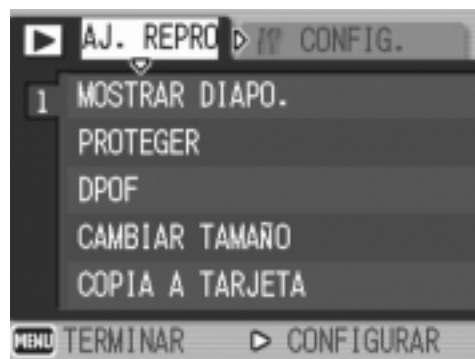 AJ. REPRO CONFIG.
1 MOSTRAR DIAPO.
PROTEGER
DPOF
CAMBIAR TAMAÑO
COPIA A TARJETA
MENU TERMINAR CONFIGURAR